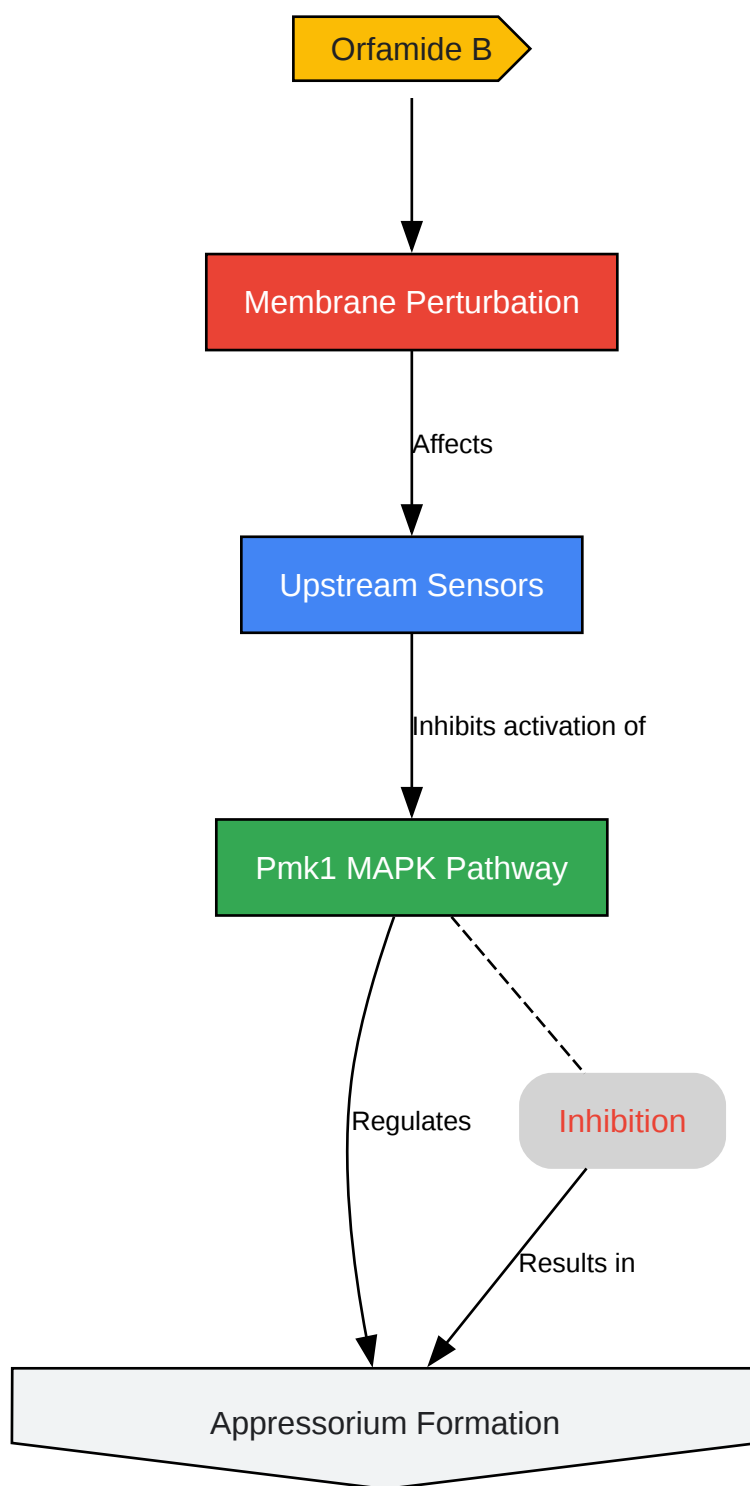 Orfamide B
Membrane Perturbation
Affects
Upstream Sensors
Inhibits activation of
Pmk1 MAPK Pathway
Regulates
Inhibition
Results in
Appressorium Formation